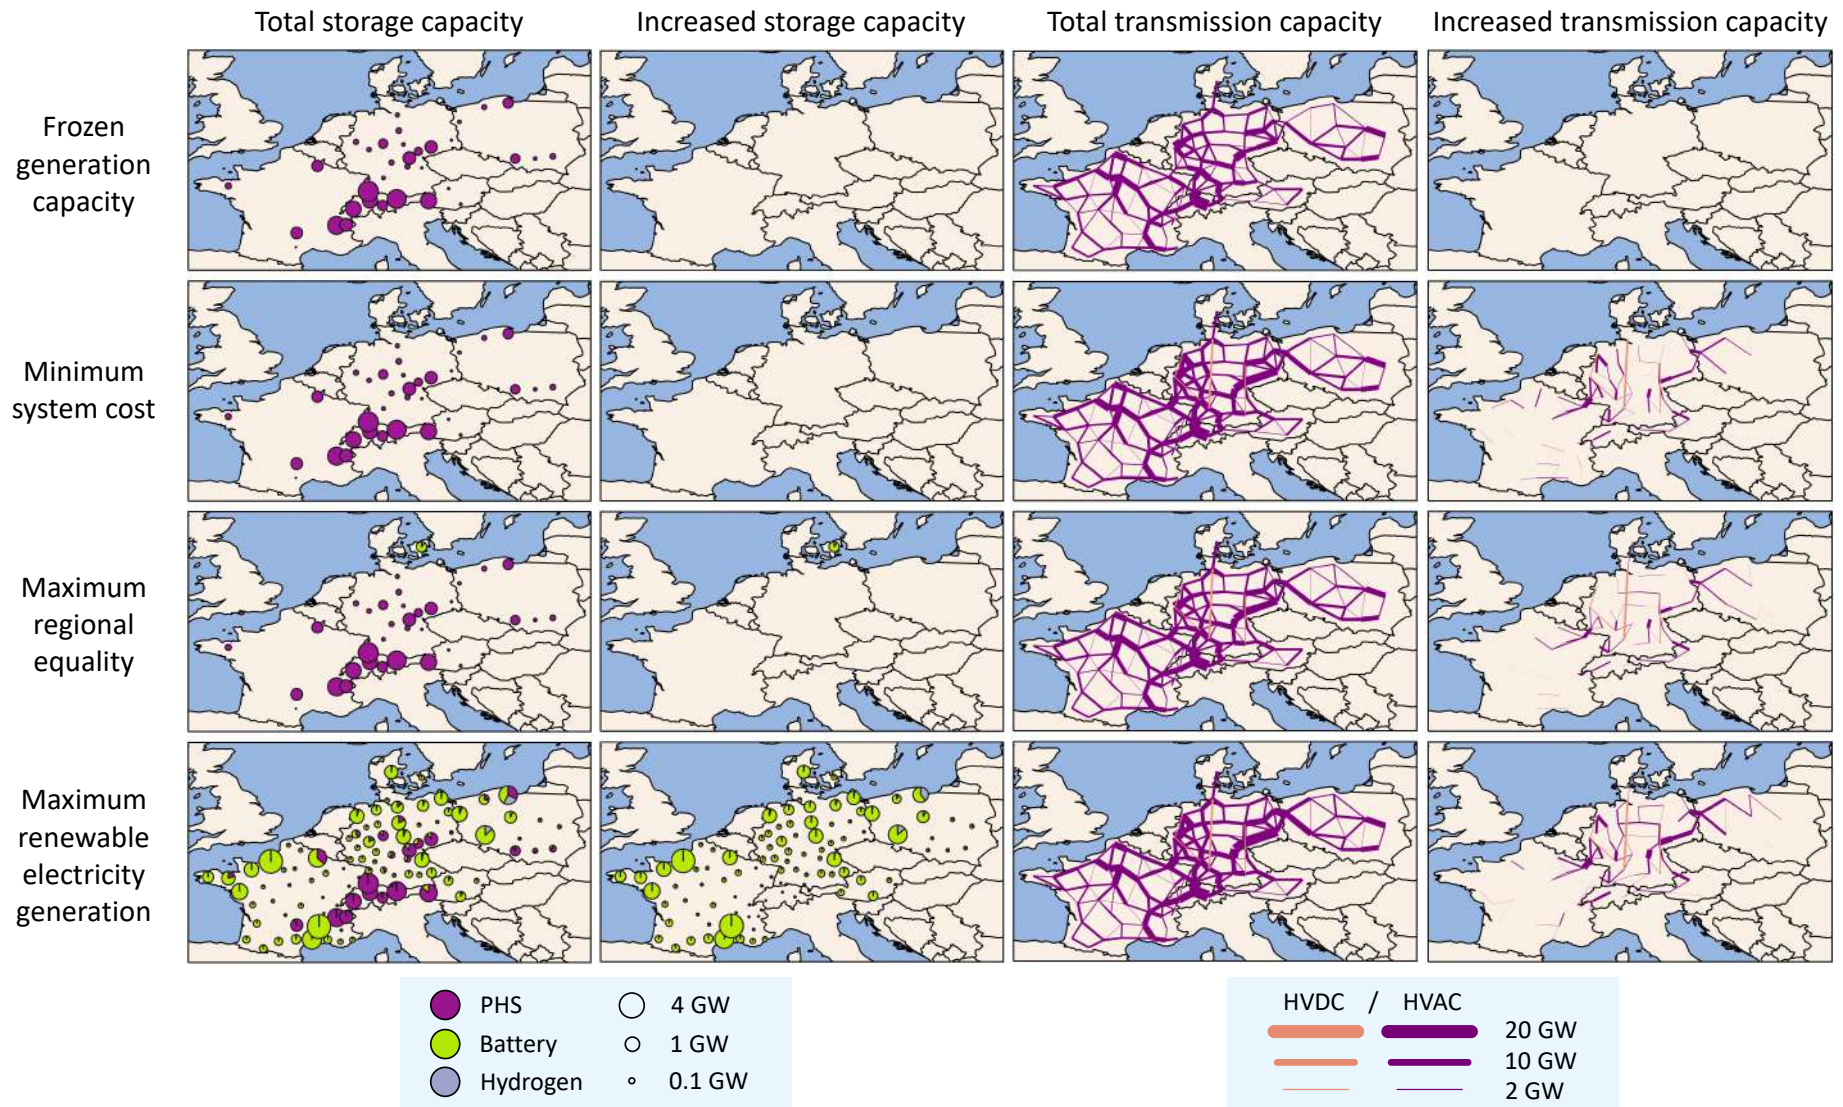 Total storage capacity
Increased storage capacity
Total transmission capacity
Increased transmission capacity
Frozen
generation
capacity
Minimum
system cost
Maximum
regional
equality
Maximum
renewable
electricity
generation
PHS
4 GW
Battery
1 GW
Hydrogen
0.1 GW
HVDC / HVAC
20 GW
10 GW
2 GW